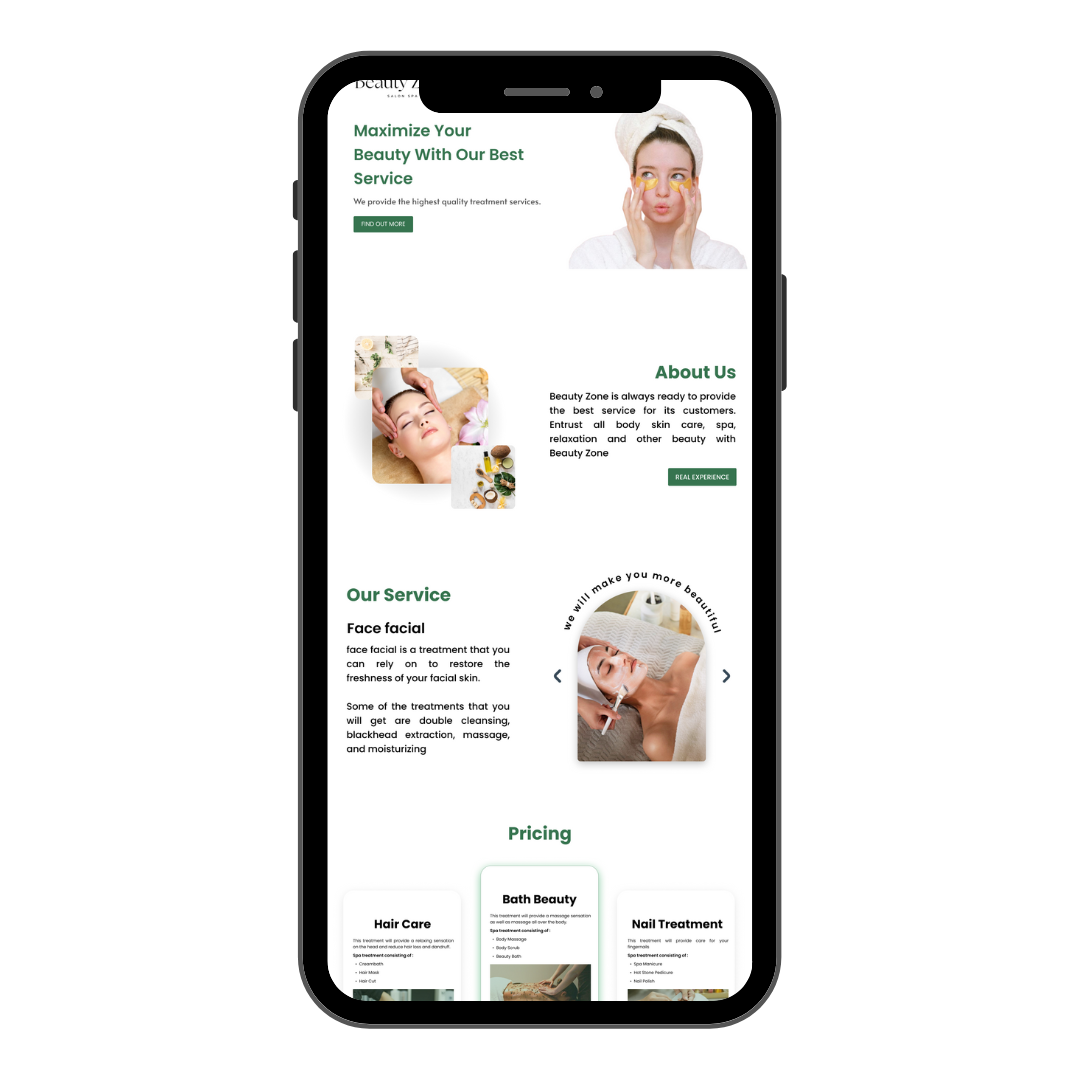 Beauty
SALON SPA
Maximize Your
Beauty With Our Best
Service
We provide the highest quality treatment services.
FIND OUT MORE
About Us
Beauty Zone is always ready to provide
the best service for its customers.
Entrust all body skin care, spa,
relaxation and other beauty with
Beauty Zone
REAL EXPERIENCE
we will make you more beautiful
Our Service
Face facial
face facial is a treatment that you
can rely on to restore the
freshness of your facial skin.
Some of the treatments that you
will get are double cleansing,
blackhead extraction, massage,
and moisturizing
Pricing
Hair Care
This treatment will provide a relaxing sensation
on the head and reduce hair loss and dandruff.
Spa treatment consisting of:
• Creambath
• Hair Mask
• Hair Cut
Bath Beauty
This treatment will provide a massage sensation
as well as massage all over the body.
Spa treatment consisting of:
• Body Massage
• Body Scrub
• Beauty Bath
Nail Treatment
This treatment will provide care for your
fingernails
Spa treatment consisting of:
• Spa Manicure
• Hot Stone Pedicure
• Nail Polish